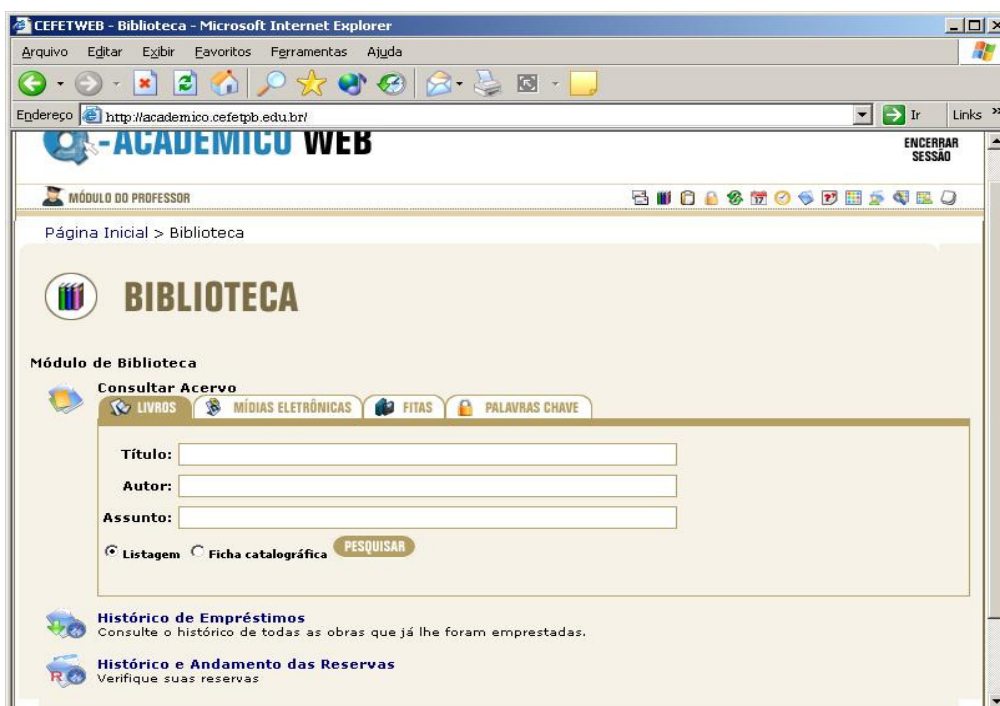 CEFETWEB - Biblioteca - Microsoft Internet Explorer
Arquivo Editar Exibir Favoritos Ferramentas Ajuda
Endereço http://academico.cefetpb.edu.br/ Ir Links »
-ACADÊMICO WEB
ENCERRAR
SESSÃO
MÓDULO DO PROFESSOR
17
Página Inicial > Biblioteca
BIBLIOTECA
Módulo de Biblioteca
Consultar Acervo
LIVROS MÍDIAS ELETRÔNICAS FITAS PALAVRAS CHAVE
Título:
Autor:
Assunto:
Listagem Ficha catalográfica PESQUISAR
Histórico de Empréstimos
Consulte o histórico de todas as obras que já lhe foram emprestadas.
Histórico e Andamento das Reservas
R Verifique suas reservas